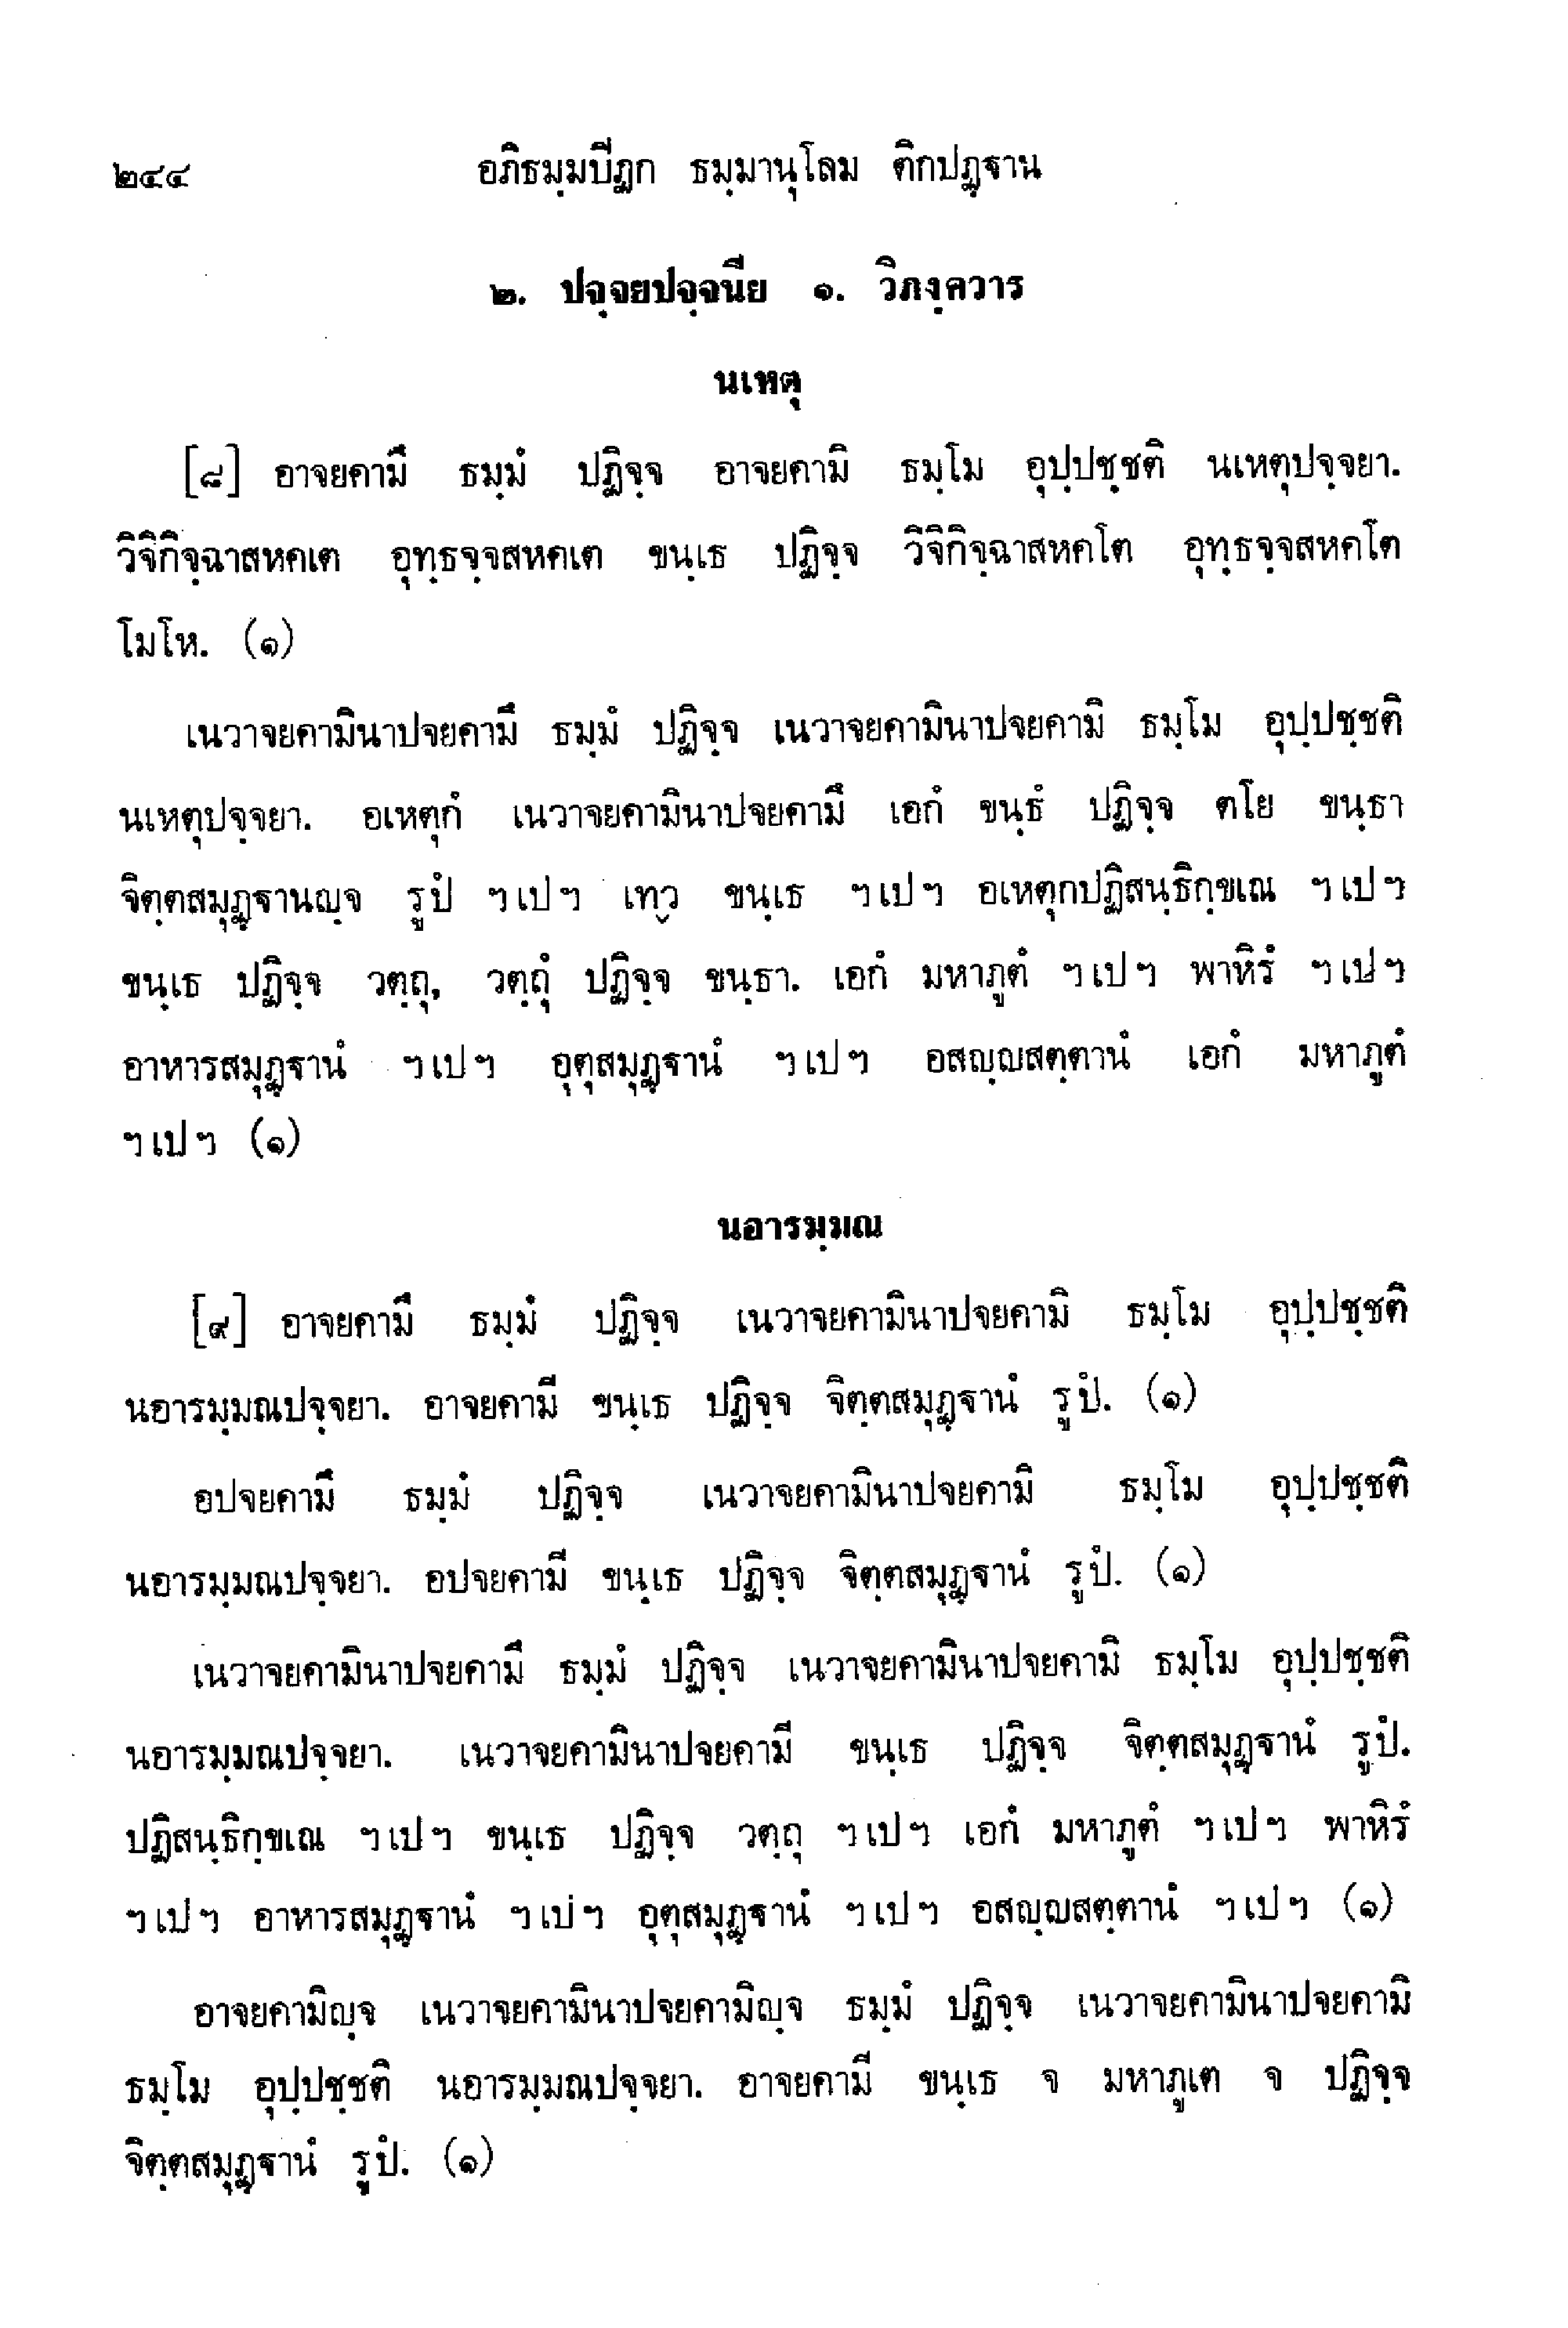 ๒๔๔ อภิธมฺมปีฏก ธมฺมานุโลม ติกปฏฺฐาน
๒. ปจฺจยปจฺจนีย ๑. วิภงฺควาร
นเหตุ
[๘] อาจยคามึ ธมฺมํ ปฏิจฺจ อาจยคามิ ธมฺโม อุปฺปชฺชติ นเหตุปจฺจยา.
วิจิกิจฺฉาสหคเต อุทฺธจฺจสหคเต ขนฺเธ ปฏิจฺจ วิจิกิจฺฉาสหคโต อุทฺธจฺจสหคโต
โมโห. (๑)
เนวาจยคามินาปจยคามึ ธมฺมํ ปฏิจฺจ เนวาจยคามินาปจยคามิ ธมฺโม อุปฺปชฺชติ
นเหตุปจฺจยา. อเหตุกํ เนวาจยคามินาปจยคามึ เอกํ ขนฺธํ ปฏิจฺจ ตโย ขนฺธา
จิตฺตสมุฏฺฐานญฺจ รูปํ ฯเปฯ เทฺว ขนฺเธ ฯเปฯ อเหตุกปฏิสนฺธิกฺขเณ ฯเปฯ
ขนฺเธ ปฏิจฺจ วตฺถุ, วตฺถุํ ปฏิจฺจ ขนฺธา. เอกํ มหาภูตํ ฯเปฯ พาหิรํ ฯเปฯ
อาหารสมุฏฺฐานํ ฯเปฯ อุตุสมุฏฺฐานํ ฯเปฯ อสญฺญสตฺตานํ เอกํ มหาภูตํ
ฯเปฯ (๑)
นอารมฺมณ
[๙] อาจยคามึ ธมฺมํ ปฏิจฺจ เนวาจยคามินาปจยคามิ ธมฺโม อุปฺปชฺชติ
นอารมฺมณปจฺจยา. อาจยคามี ขนฺเธ ปฏิจฺจ จิตฺตสมุฏฺฐานํ รูปํ. (๑)
อปจยคามึ ธมฺมํ ปฏิจฺจ เนวาจยคามินาปจยคามิ ธมฺโม อุปฺปชฺชติ
นอารมฺมณปจฺจยา. อปจยคามี ขนฺเธ ปฏิจฺจ จิตฺตสมุฏฺฐานํ รูปํ. (๑)
เนวาจยคามินาปจยคามึ ธมฺมํ ปฏิจฺจ เนวาจยคามินาปจยคามิ ธมฺโม อุปฺปชฺชติ
นอารมฺมณปจฺจยา. เนวาจยคามินาปจยคามี ขนฺเธ ปฏิจฺจ จิตฺตสมุฏฺฐานํ รูปํ.
ปฏิสนฺธิกฺขเณ ฯเปฯ ขนฺเธ ปฏิจฺจ วตฺถุ ฯเปฯ เอกํ มหาภูตํ ฯเปฯ พาหิรํ
ฯเปฯ อาหารสมุฏฺฐานํ ฯเปฯ อุตุสมุฏฺฐานํ ฯเปฯ อสญฺญสตฺตานํ ฯเปฯ (๑)
อาจยคามิญฺจ เนวาจยคามินาปจยคามิญฺจ ธมฺมํ ปฏิจฺจ เนวาจยคามินาปจยคามิ
ธมฺโม อุปฺปชฺชติ นอารมฺมณปจฺจยา. อาจยคามี ขนฺเธ จ มหาภูเต จ ปฏิจฺจ
จิตฺตสมุฏฺฐานํ รูปํ. (๑)